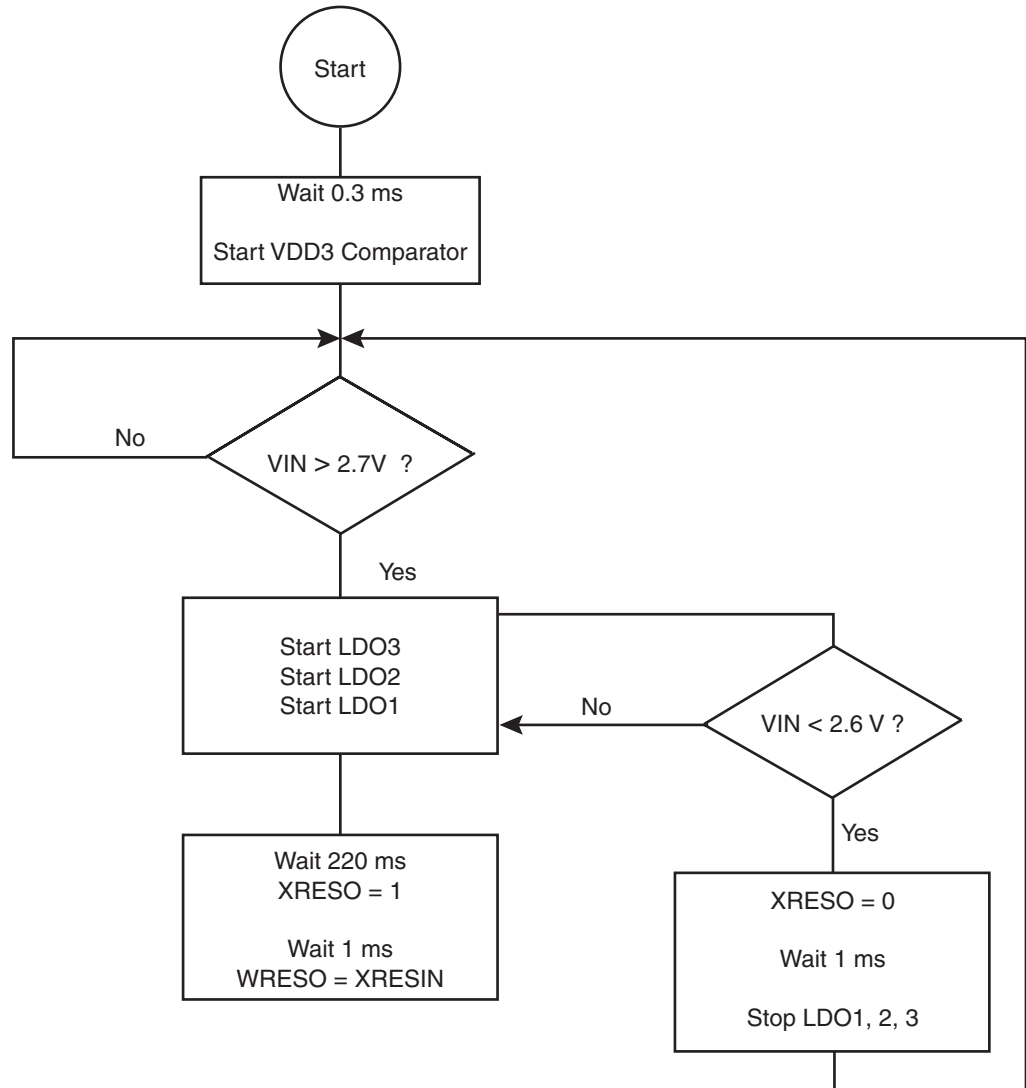 Start
Wait 0.3 ms
Start VDD3 Comparator
No
VIN > 2.7V ?
Yes
Start LDO3
Start LDO2
Start LDO1
No
VIN < 2.6 V ?
Yes
Wait 220 ms
XRESO = 1
Wait 1 ms
WRESO = XRESIN
XRESO = 0
Wait 1 ms
Stop LDO1, 2, 3